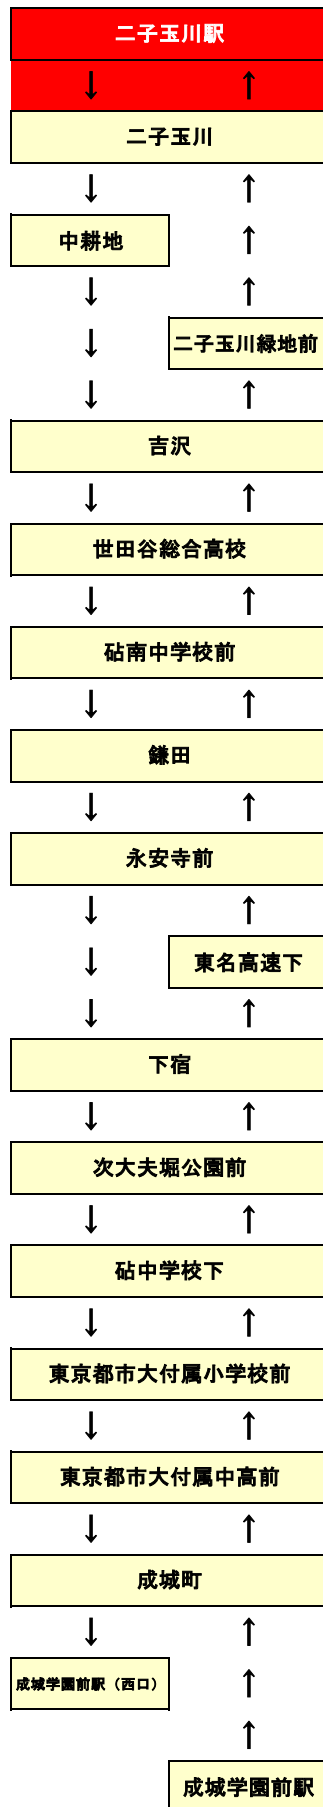 二子玉川駅
↓ ↑
二子玉川
↓ ↑
中耕地 ↑
↓ ↑
↓ 二子玉川緑地前
↓ ↑
吉沢
↓ ↑
世田谷総合高校
↓ ↑
砧南中学校前
↓ ↑
鎌田
↓ ↑
永安寺前
↓ ↑
↓ 東名高速下
↓ ↑
下宿
↓ ↑
次大夫堀公園前
↓ ↑
砧中学校下
↓ ↑
東京都市大付属小学校前
↓ ↑
東京都市大付属中高前
↓ ↑
成城町
↓ ↑
成城学園前駅（西口） ↑
↑
成城学園前駅